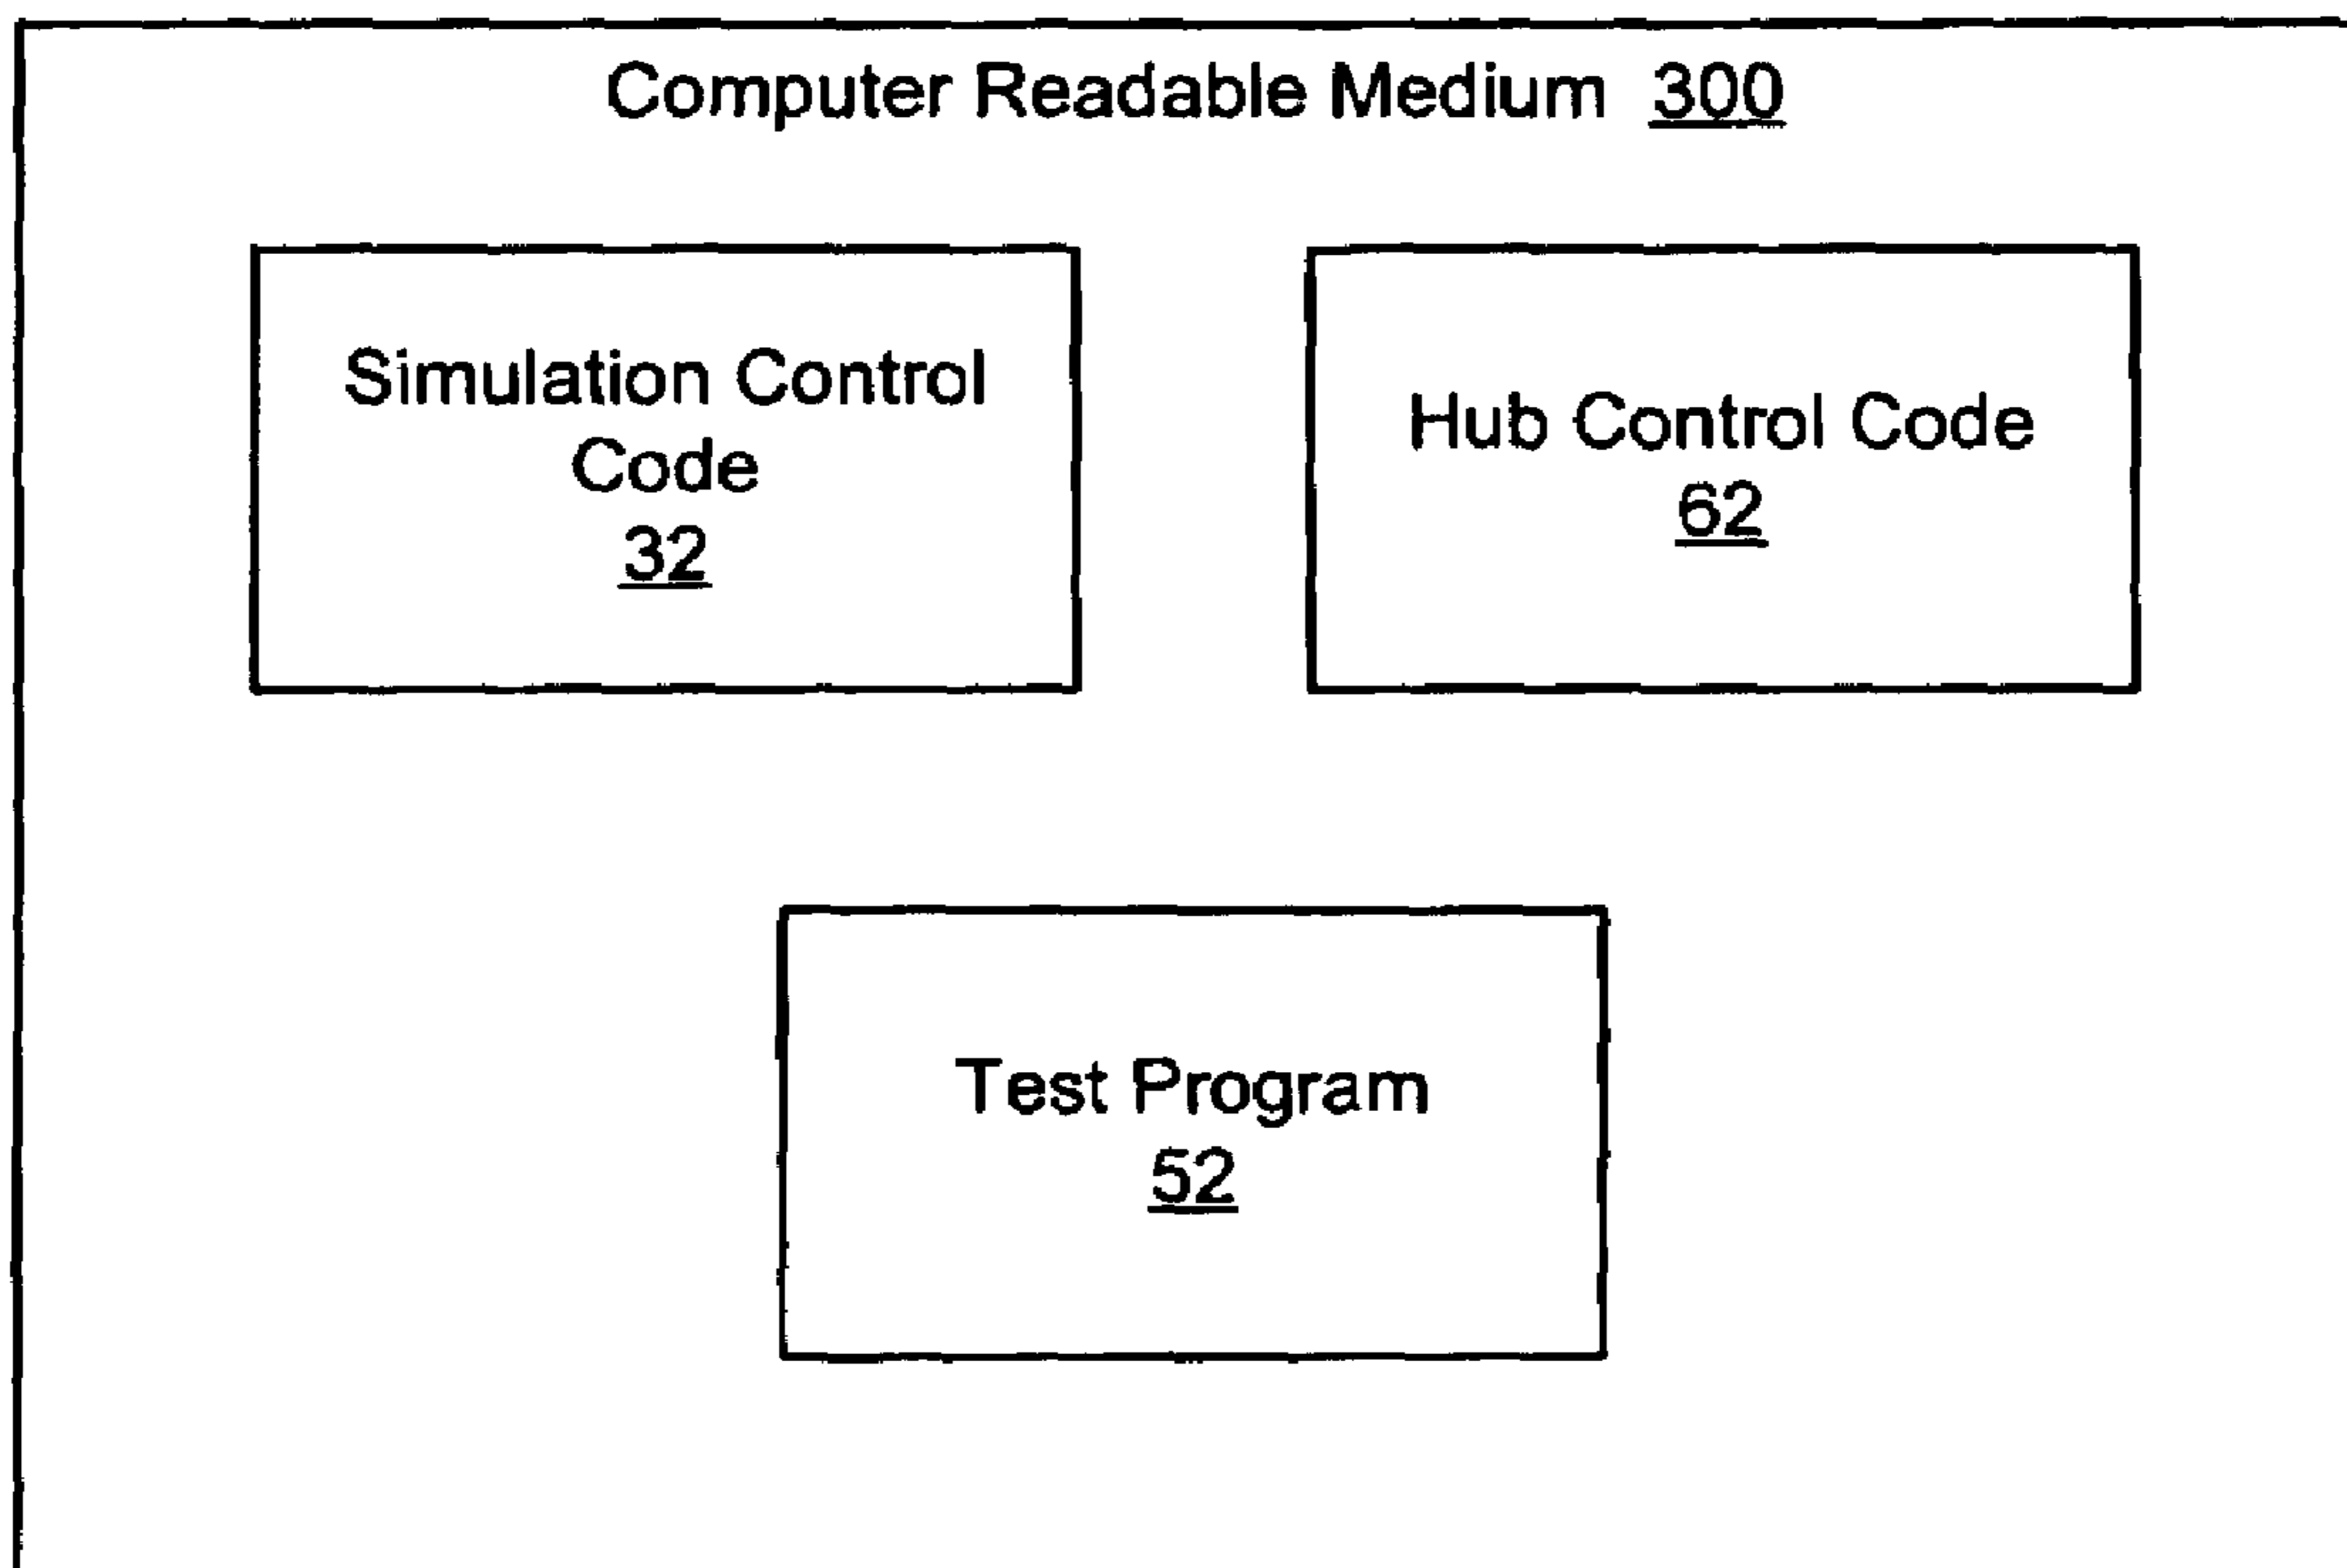 Computer Readable Medium 300
Simulation Control
Code
32
Hub Control Code
62
Test Program
52